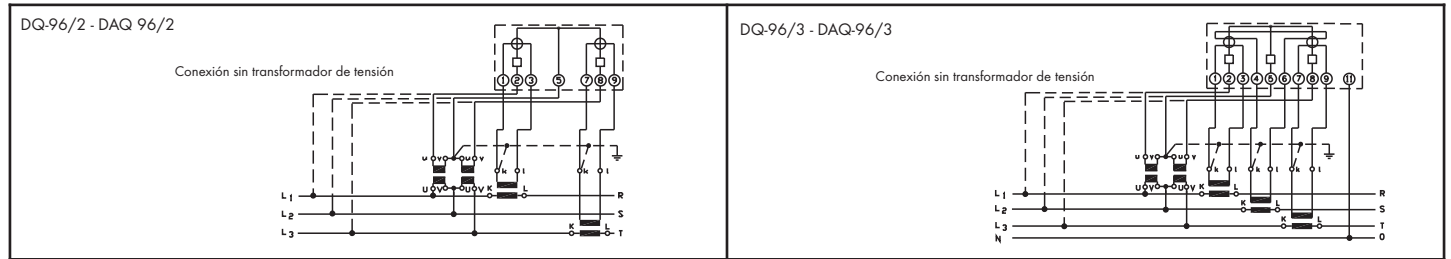 DQ-96/2 - DAQ 96/2
Conexión sin transformador de tensión
1 2 3 5 7 8 9
u v u v
k l k l
U V U V K L
L1 R
L2 S
K L
L3 T
DQ-96/3 - DAQ-96/3
Conexión sin transformador de tensión
1 2 3 4 5 6 7 8 9 11
u v u v
k l k l k l
U V U V K L
L1 R
K L
L2 S
K L
L3 T
N 0